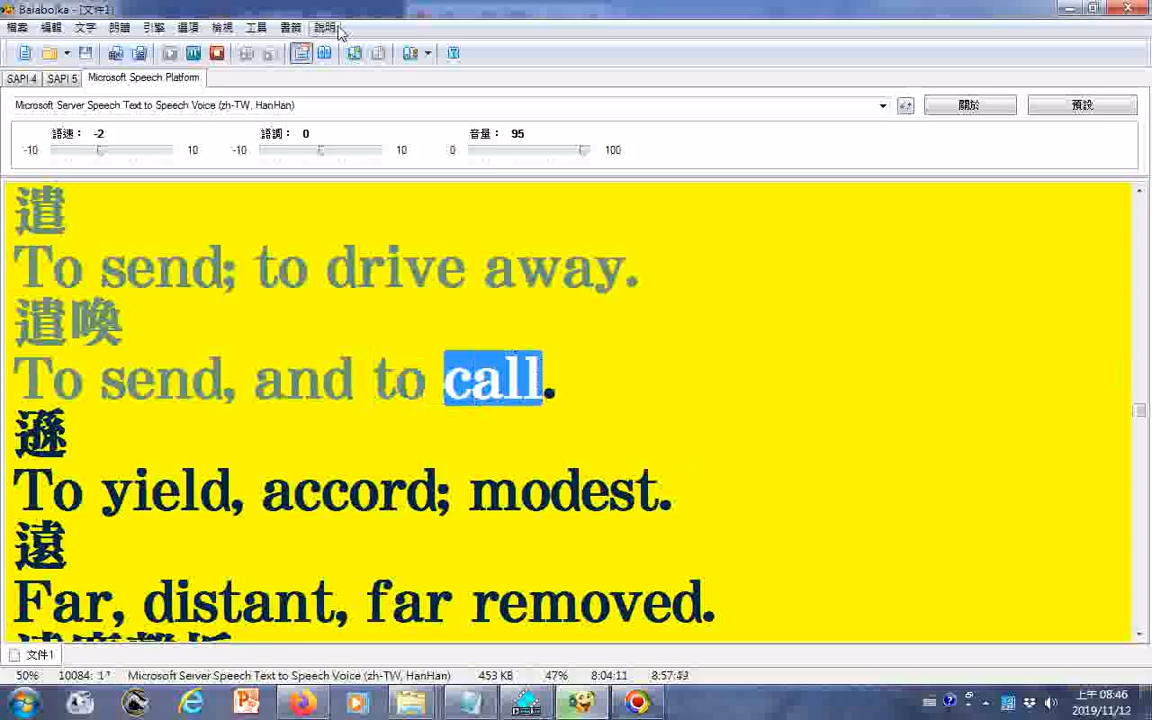 Balabolka - [文件1]
檔案 編輯 文字 朗讀 引擎 選項 檢視 工具 書籤 說明
SAPI 4 SAPI 5 Microsoft Speech Platform
Microsoft Server Speech Text to Speech Voice (zh-TW, HanHan) 關於 預設
語速： -2 語調： 0 音量： 95
-10 10 -10 10 0 100
遣
To send; to drive away.
遣喚
To send, and to call.
遜
To yield, accord; modest.
遠
Far, distant, far removed.
文件1
50% 10084: 17 Microsoft Server Speech Text to Speech Voice (zh-TW, HanHan) 453 KB 47% 8:04:11 8:57:49
上午 08:46
2019/11/12